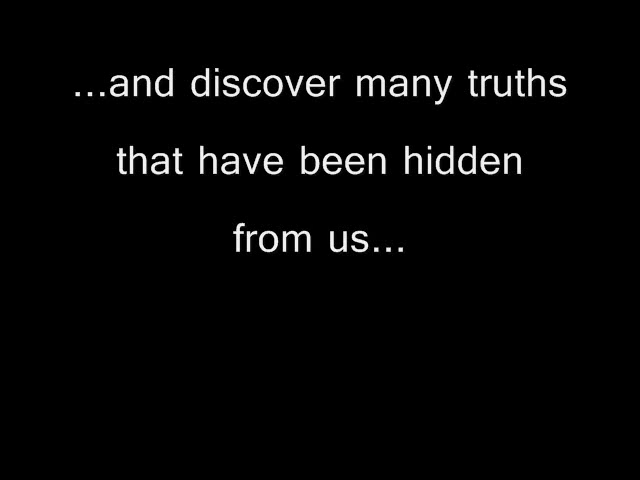 ...and discover many truths
that have been hidden
from us...